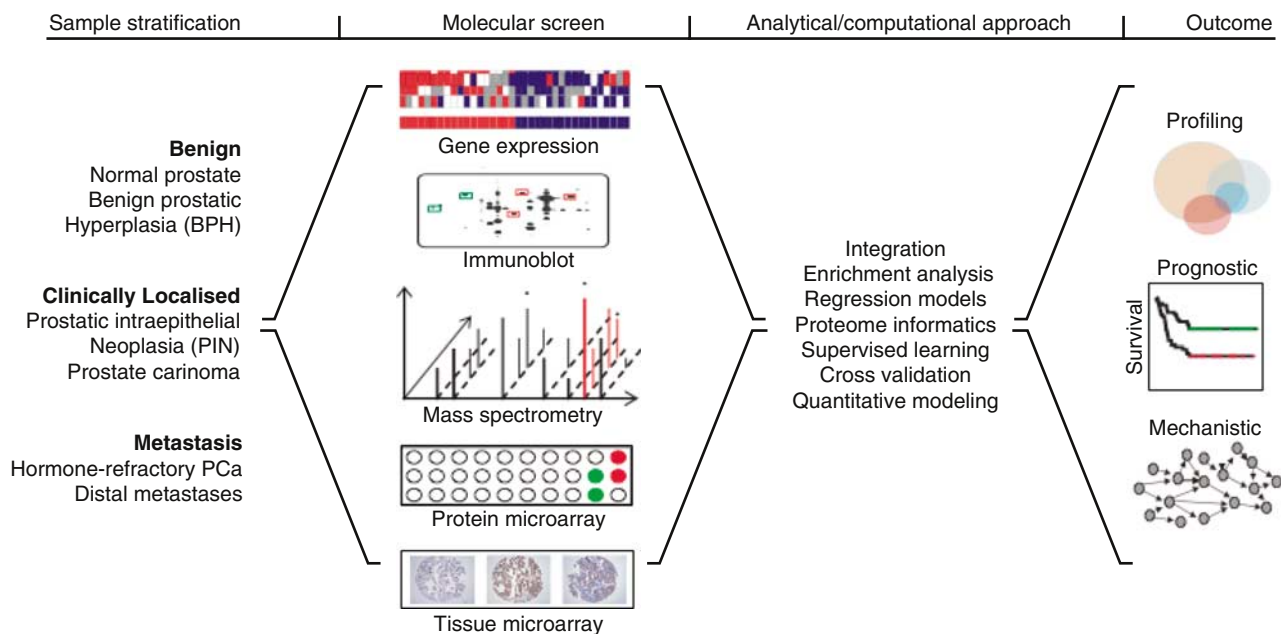 Sample stratification
Molecular screen
Analytical/computational approach
Outcome
Benign
Normal prostate
Benign prostatic
Hyperplasia (BPH)
Clinically Localised
Prostatic intraepithelial
Neoplasia (PIN)
Prostate carinoma
Metastasis
Hormone-refractory PCa
Distal metastases
Gene expression
Immunoblot
Mass spectrometry
Protein microarray
Tissue microarray
Integration
Enrichment analysis
Regression models
Proteome informatics
Supervised learning
Cross validation
Quantitative modeling
Profiling
Prognostic
Survival
Mechanistic